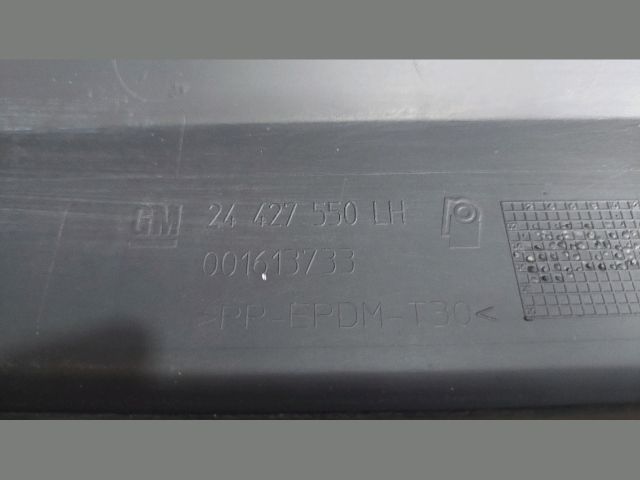 GM 24 427 550 LH
001613733
>PP-EPDM-T30<